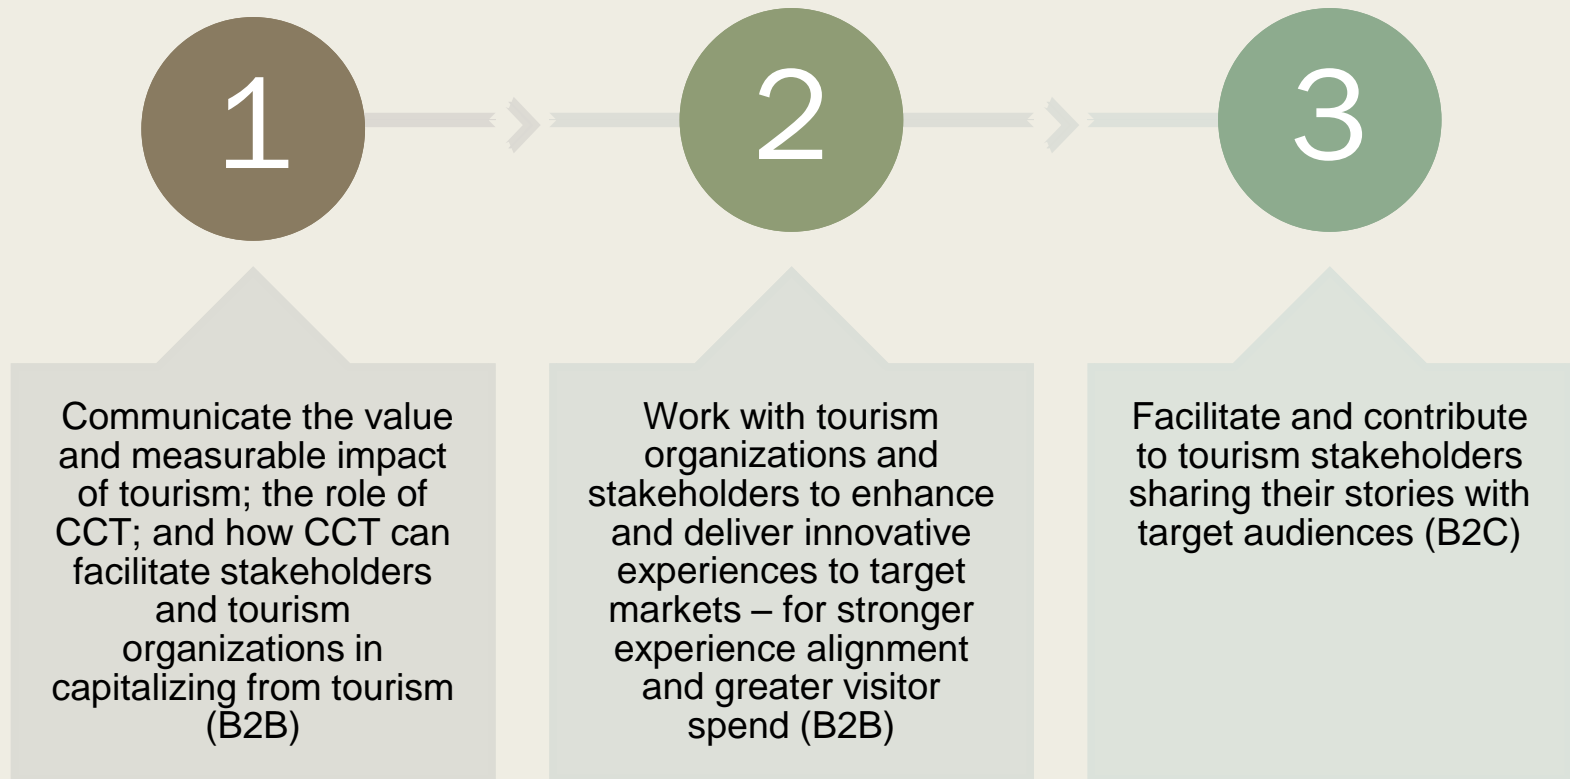 1
Communicate the value
and measurable impact
of tourism; the role of
CCT; and how CCT can
facilitate stakeholders
and tourism
organizations in
capitalizing from tourism
(B2B)
2
Work with tourism
organizations and
stakeholders to enhance
and deliver innovative
experiences to target
markets – for stronger
experience alignment
and greater visitor
spend (B2B)
3
Facilitate and contribute
to tourism stakeholders
sharing their stories with
target audiences (B2C)